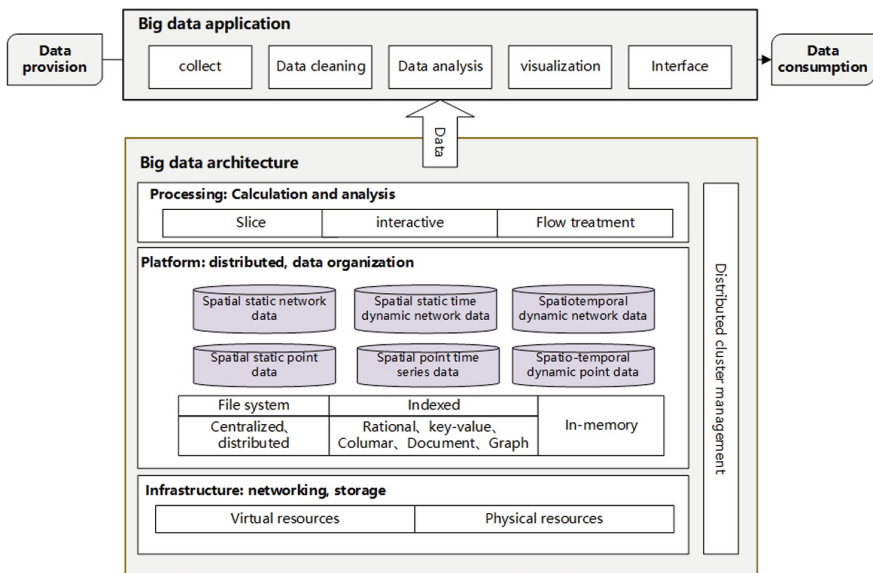 Big data application
Data
provision
collect
Data cleaning
Data analysis
visualization
Interface
Data
consumption
Data
Big data architecture
Processing: Calculation and analysis
Slice
interactive
Flow treatment
Platform: distributed, data organization
Spatial static network
data
Spatial static time
dynamic network data
Spatiotemporal
dynamic network data
Spatial static point
data
Spatial point time
series data
Spatio-temporal
dynamic point data
File system
Indexed
In-memory
Centralized、
distributed
Rational、key-value、
Columar、Document、Graph
Infrastructure: networking, storage
Virtual resources
Physical resources
Distributed cluster management